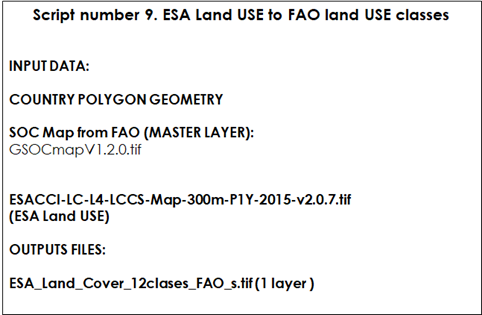 Script number 9. ESA Land USE to FAO land USE classes
INPUT DATA:
COUNTRY POLYGON GEOMETRY
SOC Map from FAO (MASTER LAYER):
GSOCmapV1.2.0.tif
ESACCI-LC-L4-LCCS-Map-300m-P1Y-2015-v2.0.7.tif
(ESA Land USE)
OUTPUTS FILES:
ESA_Land_Cover_12clases_FAO_s.tif (1 layer )